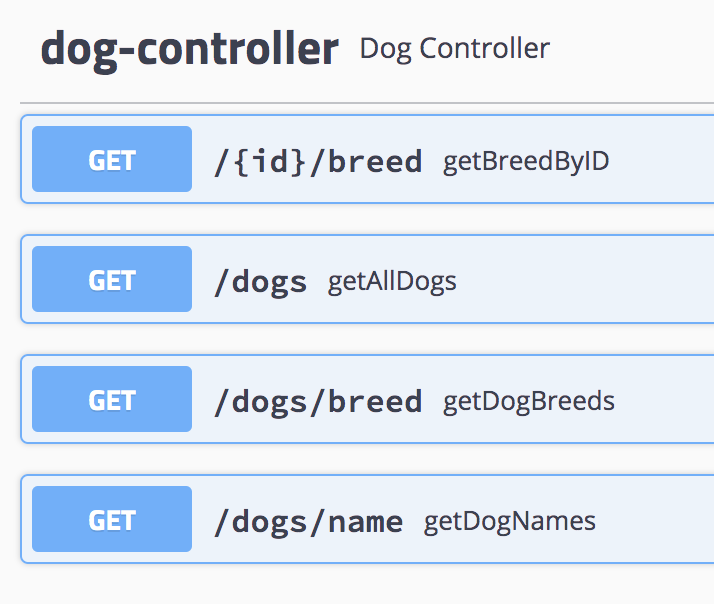 dog-controller Dog Controller
GET /{id}/breed getBreedByID
GET /dogs getAllDogs
GET /dogs/breed getDogBreeds
GET /dogs/name getDogNames